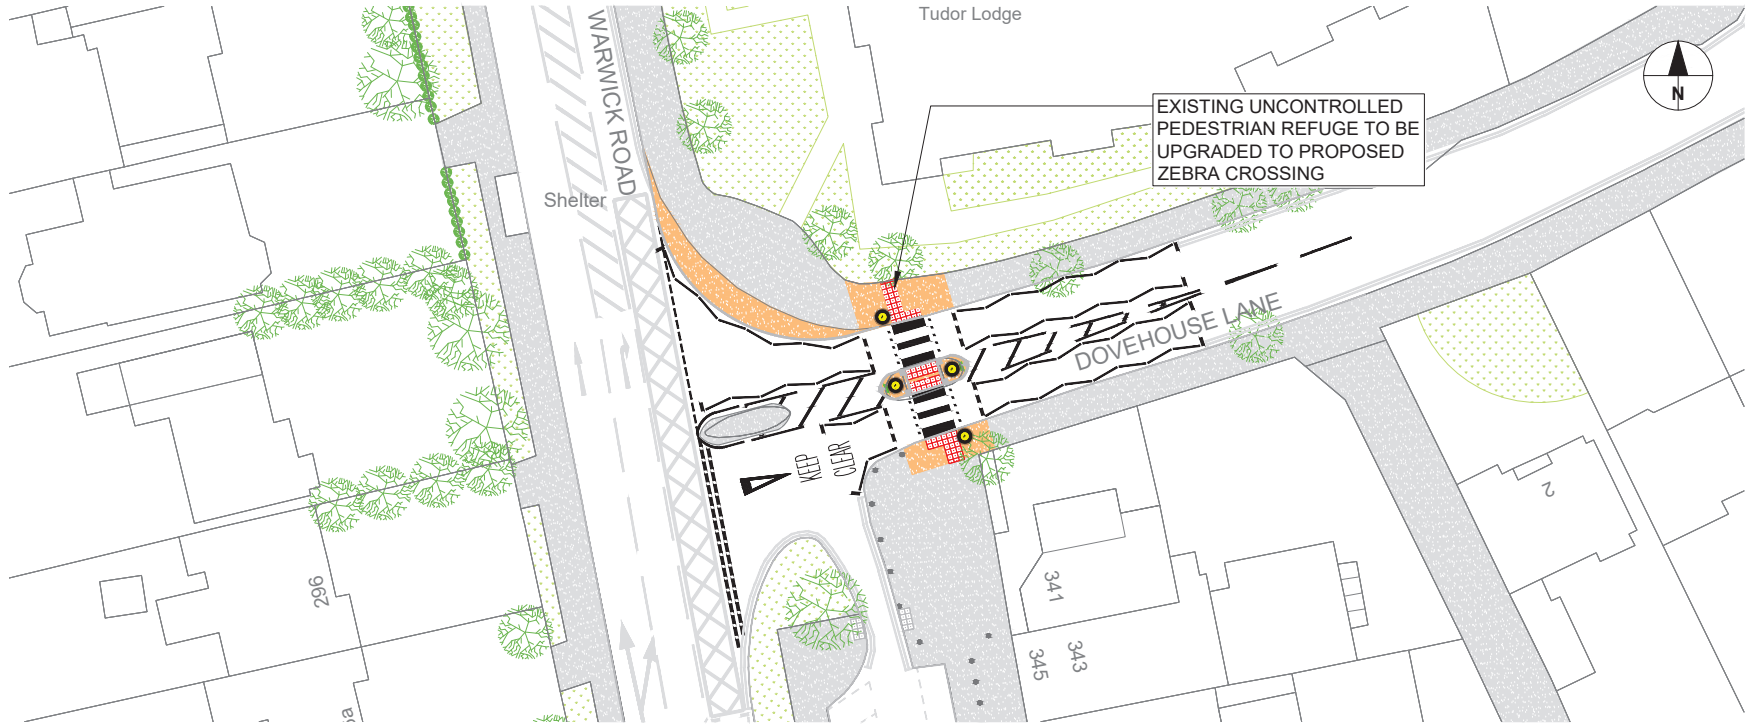 Tudor Lodge
WARWICK ROAD
EXISTING UNCONTROLLED
PEDESTRIAN REFUGE TO BE
UPGRADED TO PROPOSED
ZEBRA CROSSING
N
Shelter
DOVEHOUSE LANE
KEEP
CLEAR
2
296
341
343
345